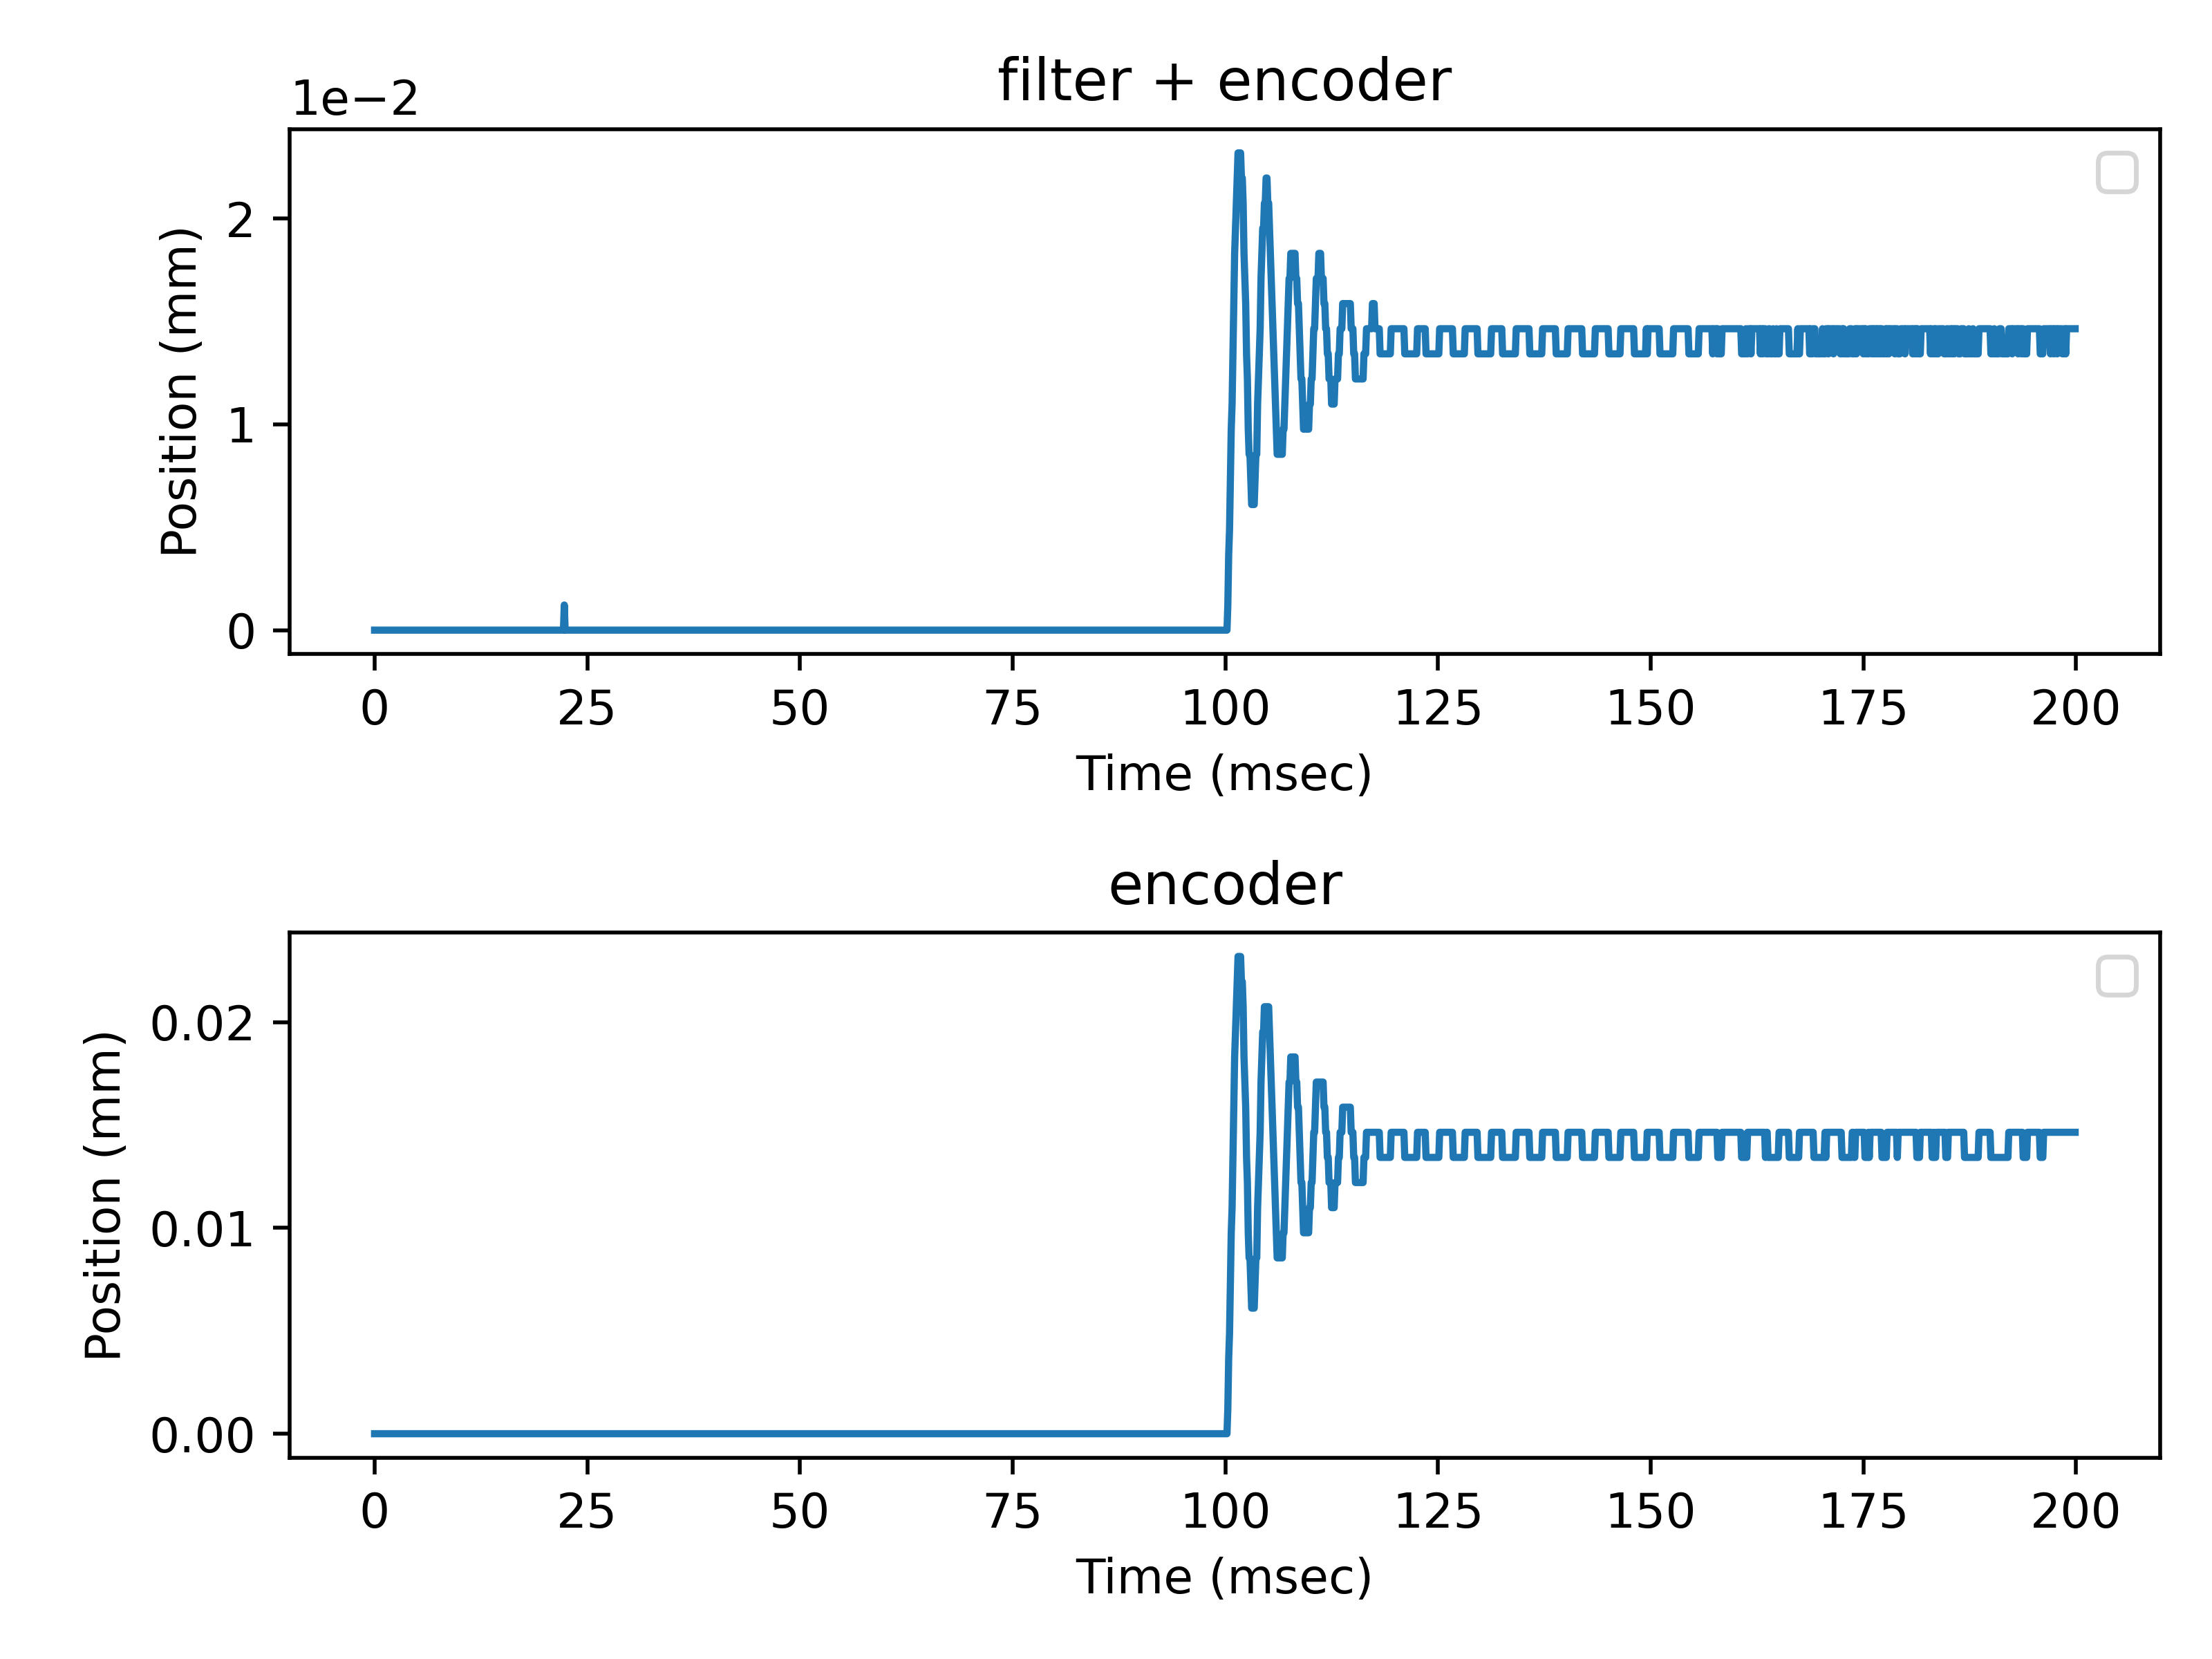 filter + encoder
1e−2
Position (mm)
2
1
0
0 25 50 75 100 125 150 175 200
Time (msec)
encoder
Position (mm)
0.02
0.01
0.00
0 25 50 75 100 125 150 175 200
Time (msec)